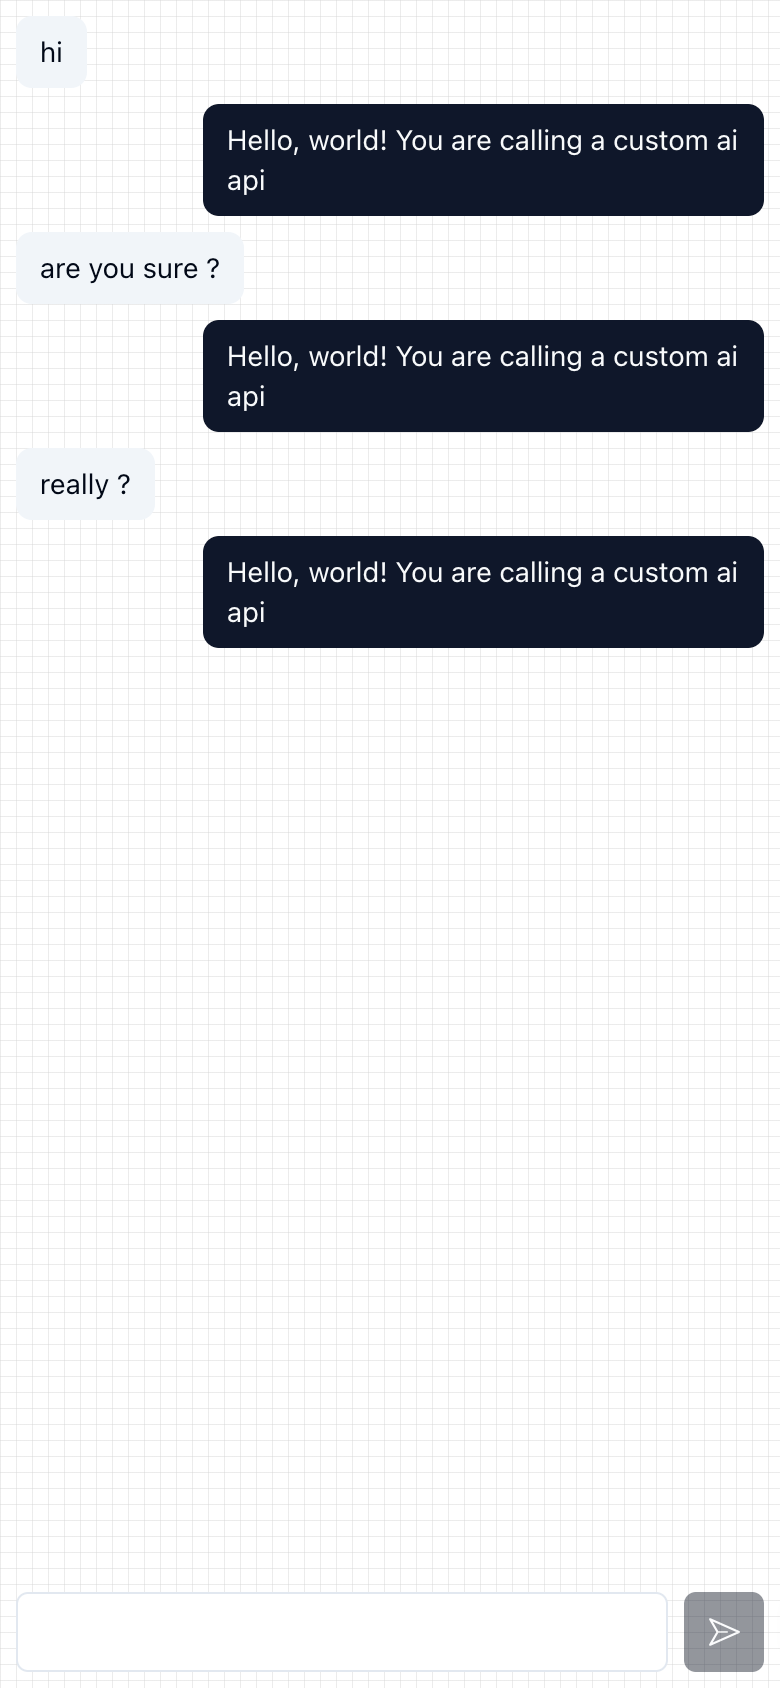 hi
Hello, world! You are calling a custom ai
api
are you sure ?
Hello, world! You are calling a custom ai
api
really ?
Hello, world! You are calling a custom ai
api